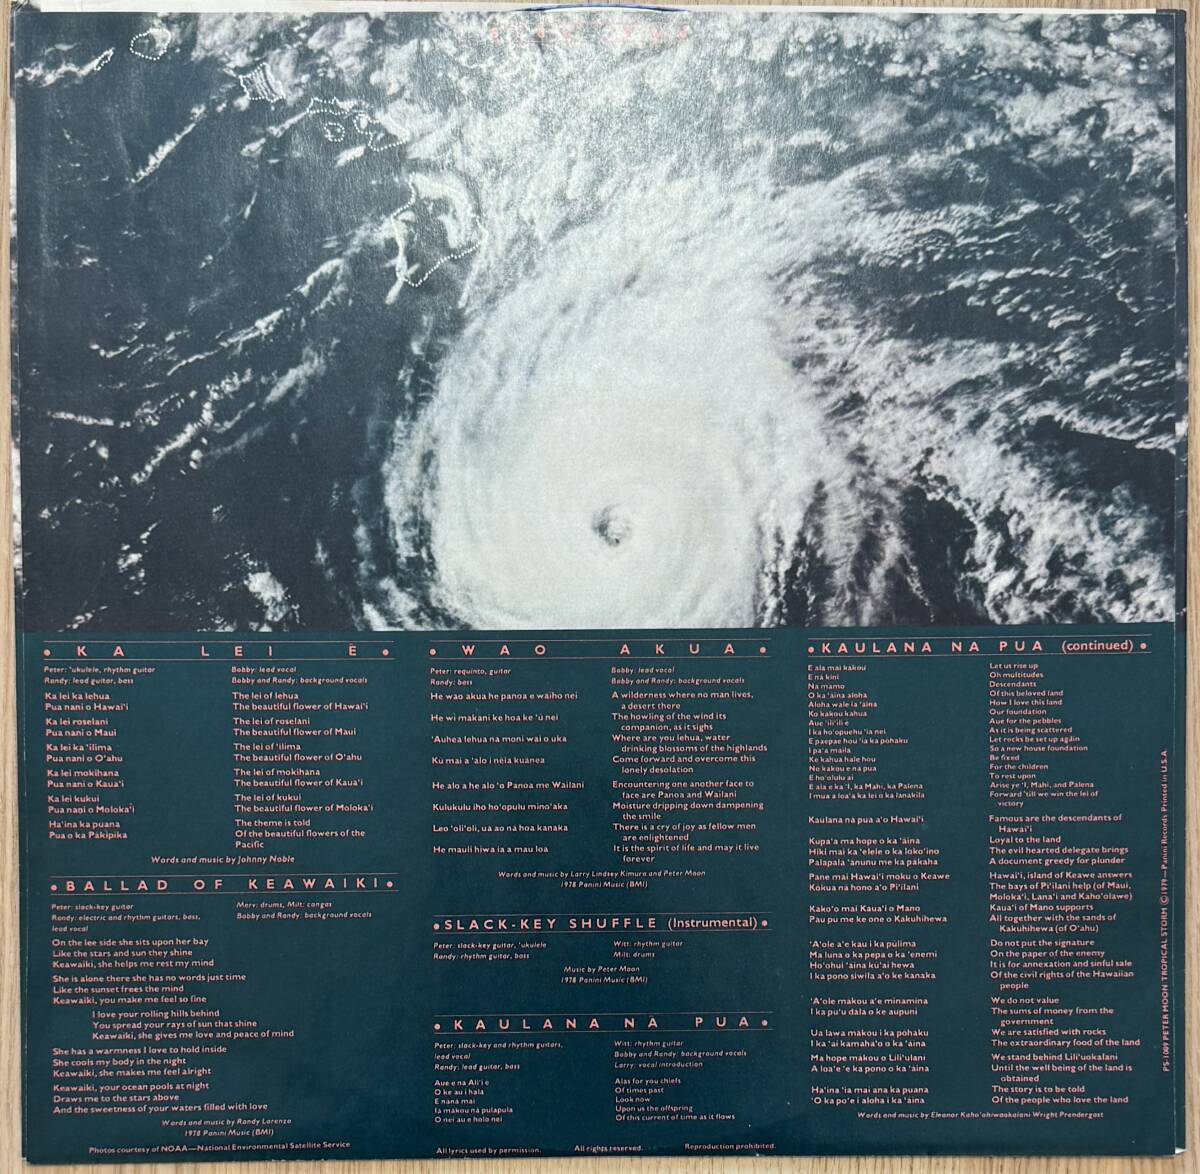 • KA LEI Ē •
Peter: 'ukulele, rhythm guitar
Randy: lead guitar, bass
Bobby: lead vocal
Bobby and Randy: background vocals
Ka lei ka lehua
Pua nani o Hawai'i
The lei of lehua
The beautiful flower of Hawai'i
Ka lei roselani
Pua nani o Maui
The lei of roselani
The beautiful flower of Maui
Ka lei ka 'ilima
Pua nani o O'ahu
The lei of 'ilima
The beautiful flower of O'ahu
Ka lei mokihana
Pua nani o Kaua'i
The lei of mokihana
The beautiful flower of Kaua'i
Ka lei kukui
Pua nani o Moloka'i
The lei of kukui
The beautiful flower of Moloka'i
Ha'ina ka puana
Pua o ka Pākīpika
The theme is told
Of the beautiful flowers of the
Pacific
Words and music by Johnny Noble
• BALLAD OF KEAWAIKI •
Peter: slack-key guitar
Randy: electric and rhythm guitars, bass,
lead vocal
Merv: drums, Milt: congas
Bobby and Randy: background vocals
On the lee side she sits upon her bay
Like the stars and sun they shine
Keawaiki, she helps me rest my mind
She is alone there she has no words just time
Like the sunset frees the mind
Keawaiki, you make me feel so fine
I love your rolling hills behind
You spread your rays of sun that shine
Keawaiki, she gives me love and peace of mind
She has a warmness I love to hold inside
She cools my body in the night
Keawaiki, she makes me feel alright
Keawaiki, your ocean pools at night
Draws me to the stars above
And the sweetness of your waters filled with love
Words and music by Randy Lorenzo
1978 Panini Music (BMI)
Photos courtesy of NOAA—National Environmental Satellite Service
• WAO AKUA •
Peter: requinto, guitar
Randy: bass
Bobby: lead vocal
Bobby and Randy: background vocals
He wao akua he panoa e waiho nei
A wilderness where no man lives,
a desert there
He wi makani ke hoa ke 'ū nei
The howling of the wind its
companion, as it sighs
'Auhea lehua na moni wai o uka
Where are you lehua, water
drinking blossoms of the highlands
Kū mai a 'alo i nēia kuānea
Come forward and overcome this
lonely desolation
He alo a he alo 'o Panoa me Wailani
Encountering one another face to
face are Panoa and Wailani
Kulukulu iho ho'opulu mino'aka
Moisture dripping down dampening
the smile
Leo 'oli'oli, ua ao nā hoa kanaka
There is a cry of joy as fellow men
are enlightened
He mauli hiwa ia a mau loa
It is the spirit of life and may it live
forever
Words and music by Larry Lindsey Kimura and Peter Moon
1978 Panini Music (BMI)
• SLACK-KEY SHUFFLE (Instrumental) •
Peter: slack-key guitar, 'ukulele
Randy: rhythm guitar, bass
Witt: rhythm guitar
Milt: drums
Music by Peter Moon
1978 Panini Music (BMI)
• KAULANA NĀ PUA •
Peter: slack-key and rhythm guitars,
lead vocal
Randy: lead guitar, bass
Witt: rhythm guitar
Bobby and Randy: background vocals
Larry: vocal introduction
Aue e na Ali'i ē
O ke au i hala
E nānā mai
Ia mākou nā pulapula
O nei au e holo nei
Alas for you chiefs
Of times past
Look now
Upon us the offspring
Of this current of time as it flows
All lyrics used by permission. All rights reserved. Reproduction prohibited.
• KAULANA NA PUA (continued) •
E ala mai kākou
E nā kini
Na mamo
O ka 'āina aloha
Aloha wale ia 'āina
Ko kākou kahua
Aue 'ili'ili ē
I ka ho'opuehu 'ia nei
E paepae hou 'ia ka pōhaku
I pa'a maila
Ke kahua hale hou
No kākou e nā pua
E ho'olulu ai
E ala e ka 'Ī, ka Mahi, ka Palena
I mua a loa'a ka lei o ka lanakila
Let us rise up
Oh multitudes
Descendants
Of this beloved land
How I love this land
Our foundation
Aue for the pebbles
As it is being scattered
Let rocks be set up again
So a new house foundation
Be fixed
For the children
To rest upon
Arise ye 'I, Mahi, and Palena
Forward 'till we win the lei of
victory
Kaulana nā pua a'o Hawai'i
Famous are the descendants of
Hawai'i
Kūpa'a ma hope o ka 'āina
Loyal to the land
Hiki mai ka 'elele o ka loko'ino
The evil hearted delegate brings
Palapala 'ānunu me ka pākaha
A document greedy for plunder
Pane mai Hawai'i moku o Keawe
Hawai'i, island of Keawe answers
Kōkua nā hono a'o Pi'ilani
The bays of Pi'ilani help (of Maui,
Moloka'i, Lana'i and Kaho'olawe)
Kāko'o mai Kaua'i o Mano
Kaua'i of Mano supports
Pau pu me ke one o Kakuhihewa
All together with the sands of
Kakuhihewa (of O'ahu)
'A'ole a'e kau i ka pūlima
Do not put the signature
Ma luna o ka pepa o ka 'enemi
On the paper of the enemy
Ho'ohui 'āina kū'ai hewa
It is for annexation and sinful sale
I ka pono sivila a'o ke kanaka
Of the civil rights of the Hawaiian
people
'A'ole mākou a'e minamina
We do not value
I ka pu'u dala o ke aupuni
The sums of money from the
government
Ua lawa mākou i ka pōhaku
We are satisfied with rocks
I ka 'ai kamaha'o o ka 'āina
The extraordinary food of the land
Ma hope mākou o Lili'ulani
We stand behind Lili'uokalani
A loa'a 'e ka pono o ka 'āina
Until the well being of the land is
obtained
Ha'ina 'ia mai ana ka puana
The story is to be told
'O ka po'e i aloha i ka 'āina
Of the people who love the land
Words and music by Eleanor Kaho'ohiwaokalani Wright Prendergast
PS-1009 PETER MOON TROPICAL STORM © 1979—Panini Records Printed in U.S.A.